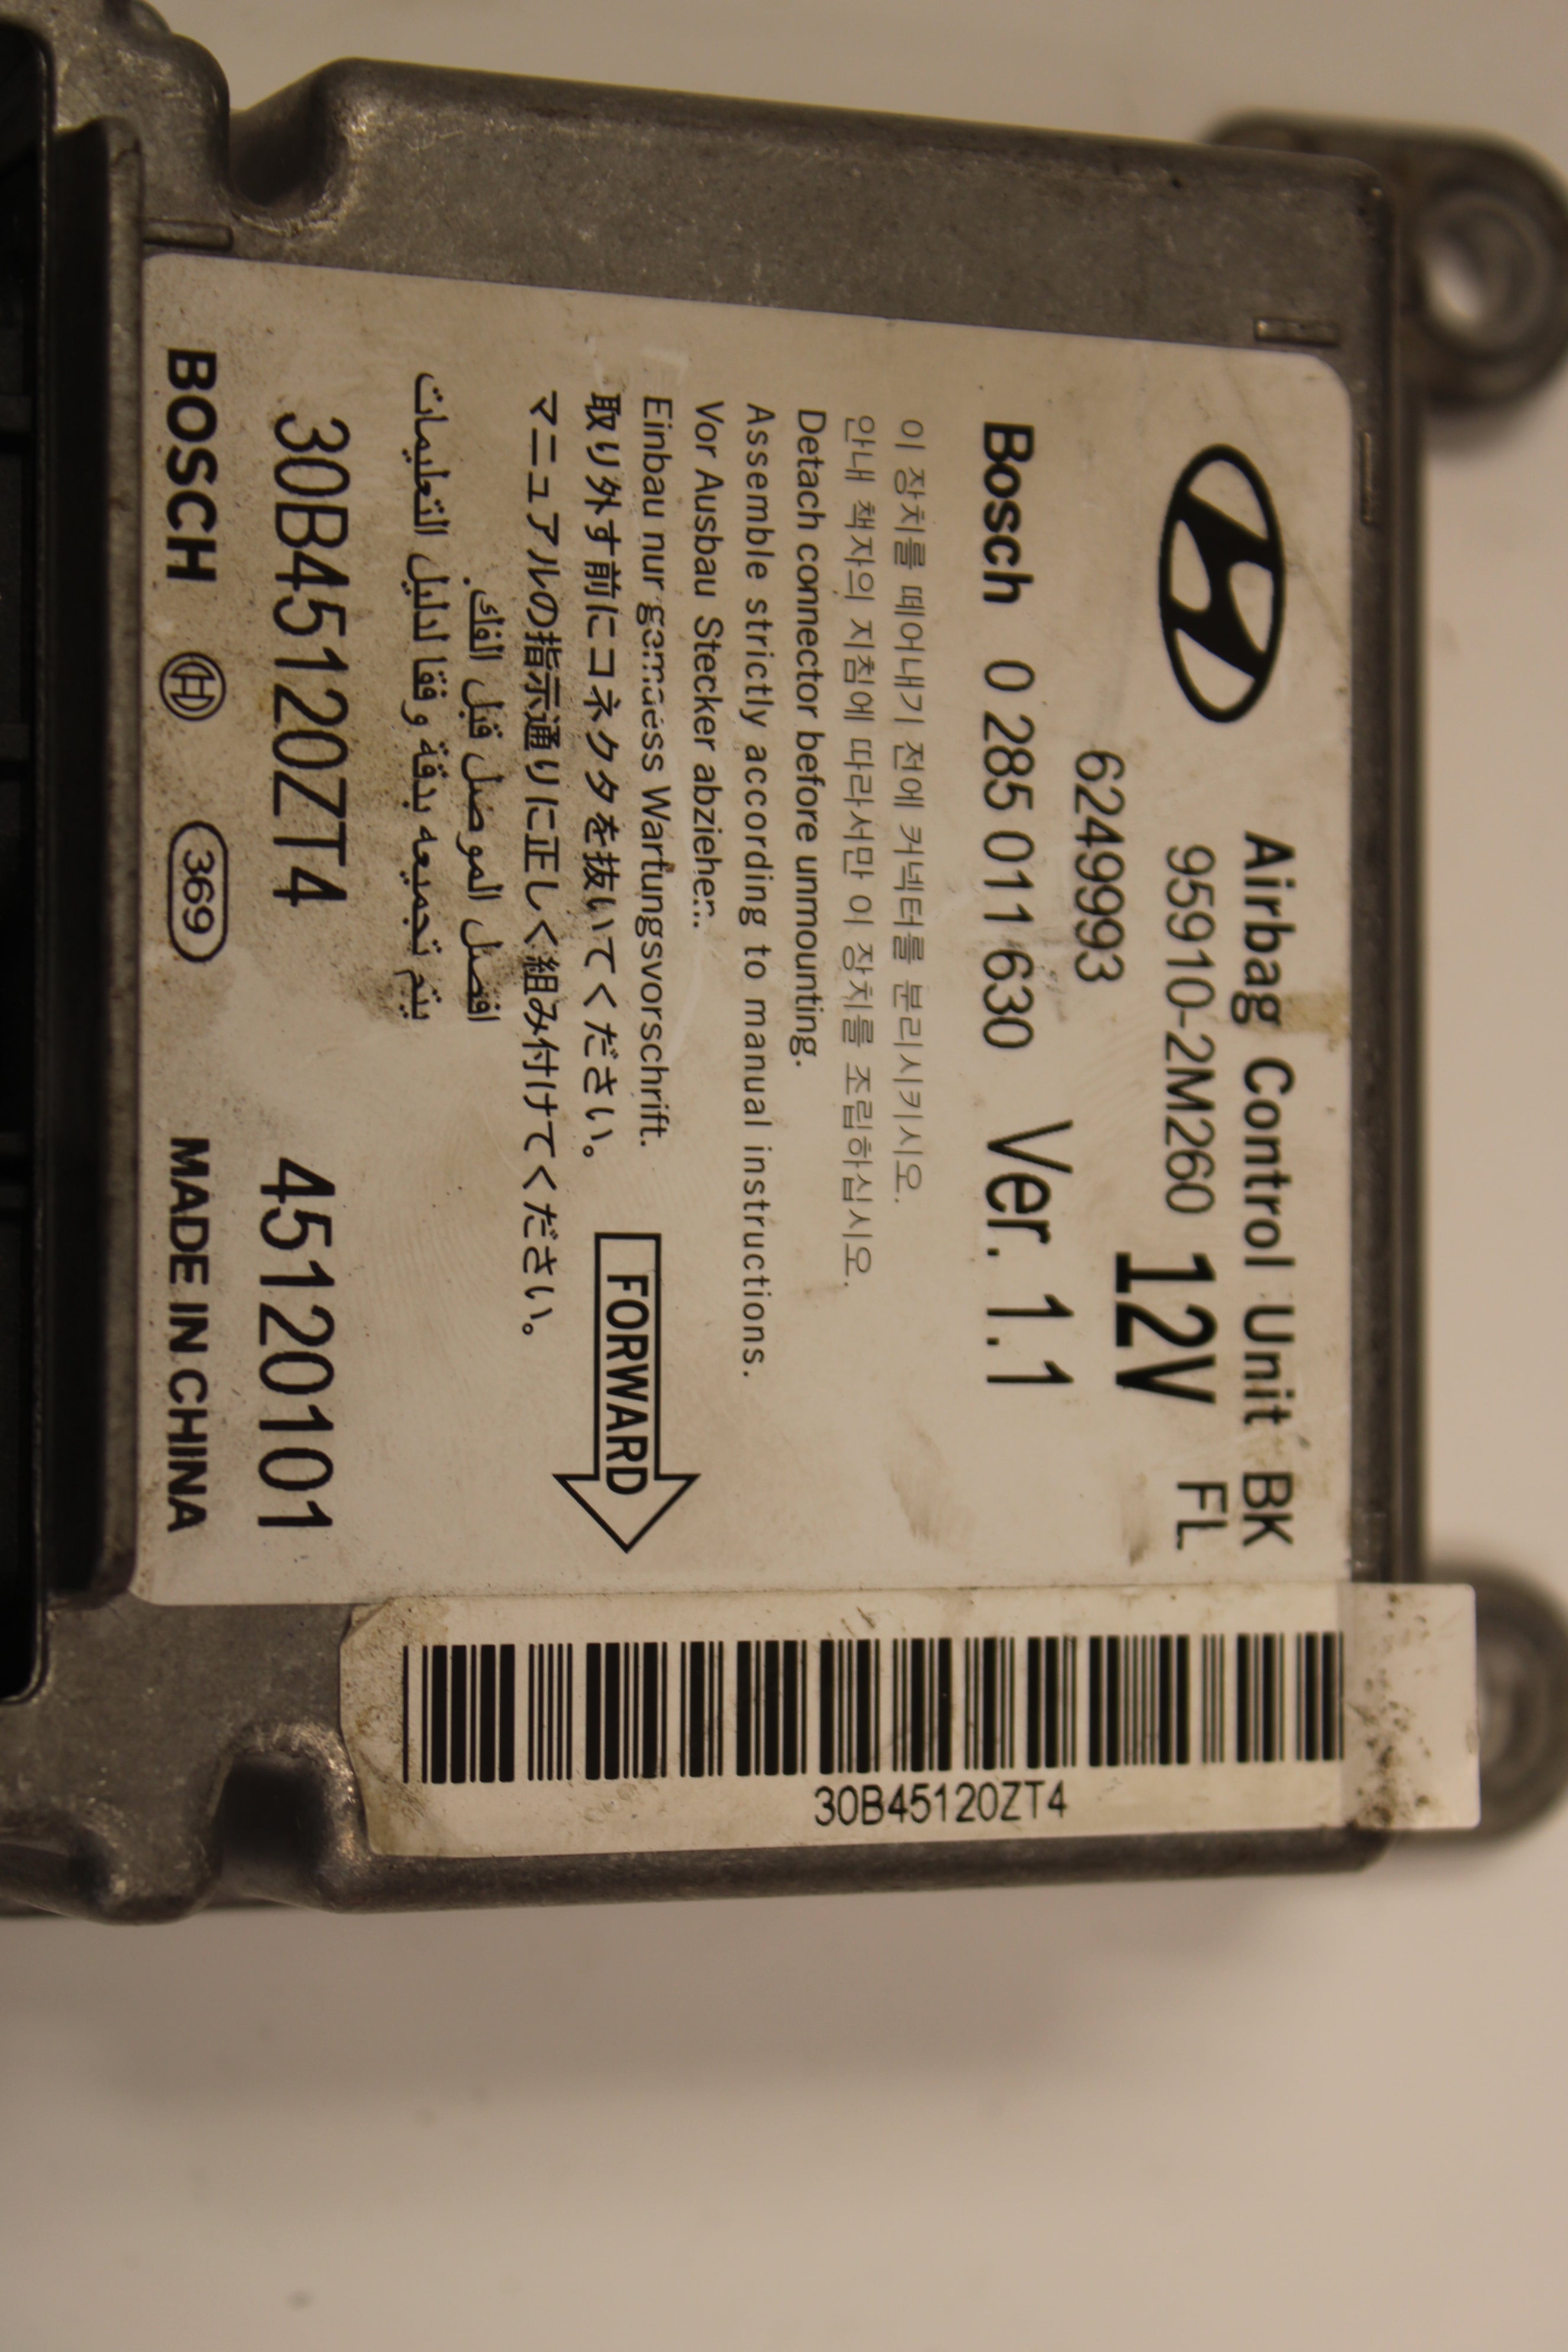 Airbag Control Unit BK
95910-2M260 12V FL
6249993
Bosch 0 285 011 630 Ver. 1.1
이 장치를 떼어내기 전에 커넥터를 분리시키시오.
안내 책자의 지침에 따라서만 이 장치를 조립하십시오.
Detach connector before unmounting.
Assemble strictly according to manual instructions.
Vor Ausbau Stecker abziehen.
Einbau nur gemaess Wartungsvorschrift.
取り外す前にコネクタを抜いてください。
マニュアルの指示通りに正しく組み付けてください。
FORWARD
افصل الموصل قبل الفك.
يتم تجميعه بدقة وفقا لدليل التعليمات
30B45120ZT4 45120101
BOSCH 369 MADE IN CHINA
30B45120ZT4